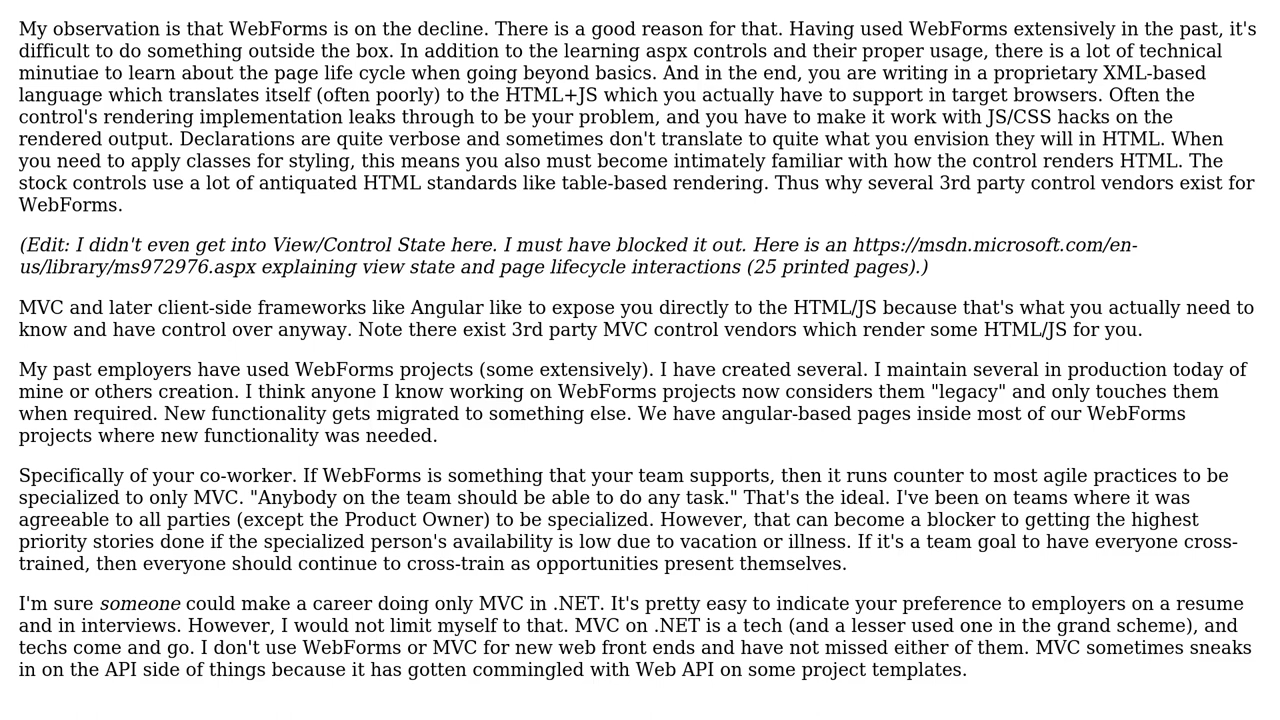 My observation is that WebForms is on the decline. There is a good reason for that. Having used WebForms extensively in the past, it's
difficult to do something outside the box. In addition to the learning aspx controls and their proper usage, there is a lot of technical
minutiae to learn about the page life cycle when going beyond basics. And in the end, you are writing in a proprietary XML-based
language which translates itself (often poorly) to the HTML+JS which you actually have to support in target browsers. Often the
control's rendering implementation leaks through to be your problem, and you have to make it work with JS/CSS hacks on the
rendered output. Declarations are quite verbose and sometimes don't translate to quite what you envision they will in HTML. When
you need to apply classes for styling, this means you also must become intimately familiar with how the control renders HTML. The
stock controls use a lot of antiquated HTML standards like table-based rendering. Thus why several 3rd party control vendors exist for
WebForms.
(Edit: I didn't even get into View/Control State here. I must have blocked it out. Here is an https://msdn.microsoft.com/en-
us/library/ms972976.aspx explaining view state and page lifecycle interactions (25 printed pages).)
MVC and later client-side frameworks like Angular like to expose you directly to the HTML/JS because that's what you actually need to
know and have control over anyway. Note there exist 3rd party MVC control vendors which render some HTML/JS for you.
My past employers have used WebForms projects (some extensively). I have created several. I maintain several in production today of
mine or others creation. I think anyone I know working on WebForms projects now considers them "legacy" and only touches them
when required. New functionality gets migrated to something else. We have angular-based pages inside most of our WebForms
projects where new functionality was needed.
Specifically of your co-worker. If WebForms is something that your team supports, then it runs counter to most agile practices to be
specialized to only MVC. "Anybody on the team should be able to do any task." That's the ideal. I've been on teams where it was
agreeable to all parties (except the Product Owner) to be specialized. However, that can become a blocker to getting the highest
priority stories done if the specialized person's availability is low due to vacation or illness. If it's a team goal to have everyone cross-
trained, then everyone should continue to cross-train as opportunities present themselves.
I'm sure someone could make a career doing only MVC in .NET. It's pretty easy to indicate your preference to employers on a resume
and in interviews. However, I would not limit myself to that. MVC on .NET is a tech (and a lesser used one in the grand scheme), and
techs come and go. I don't use WebForms or MVC for new web front ends and have not missed either of them. MVC sometimes sneaks
in on the API side of things because it has gotten commingled with Web API on some project templates.